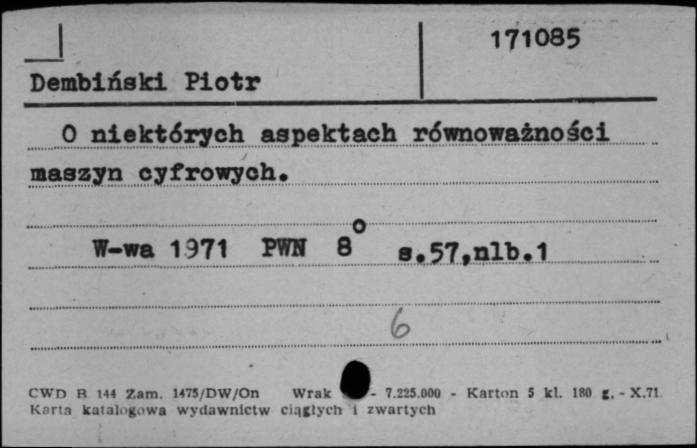 171085
Dembiński Piotr
O niektórych aspektach równoważności
maszyn cyfrowych.
W-wa 1971 PWN 8° s.57,nlb.1
6
CWD B 144 Zam. 1475/DW/On Wrak - 7.225.000 - Karton 5 kl. 180 g. - X.71.
Karta katalogowa wydawnictw ciągłych i zwartych